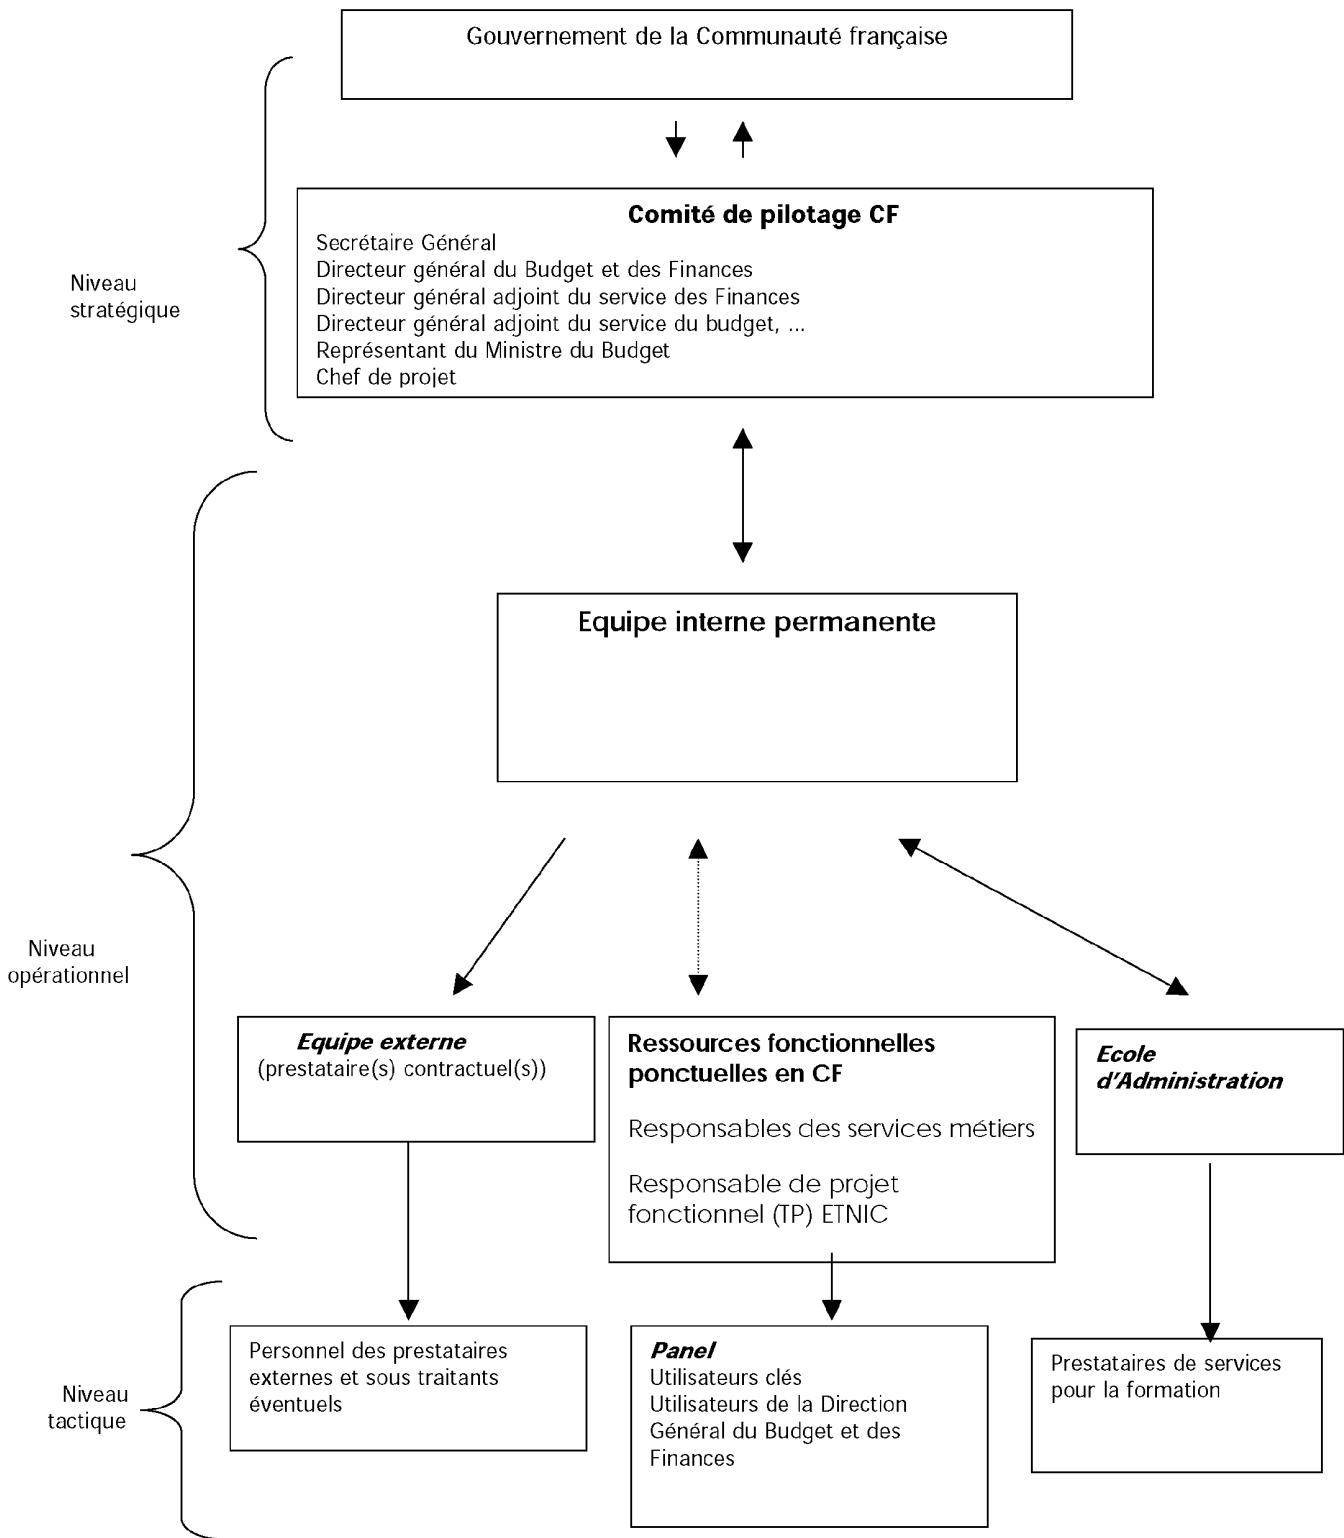 Gouvernement de la Communauté française
Comité de pilotage CF
Secrétaire Général
Directeur général du Budget et des Finances
Directeur général adjoint du service des Finances
Directeur général adjoint du service du budget, ...
Représentant du Ministre du Budget
Chef de projet
Niveau
stratégique
Equipe interne permanente
Niveau
opérationnel
Equipe externe
(prestataire(s) contractuel(s))
Ressources fonctionnelles
ponctuelles en CF
Responsables des services métiers
Responsable de projet
fonctionnel (TP) ETNIC
Ecole
d'Administration
Niveau
tactique
Personnel des prestataires
externes et sous traitants
éventuels
Panel
Utilisateurs clés
Utilisateurs de la Direction
Général du Budget et des
Finances
Prestataires de services
pour la formation